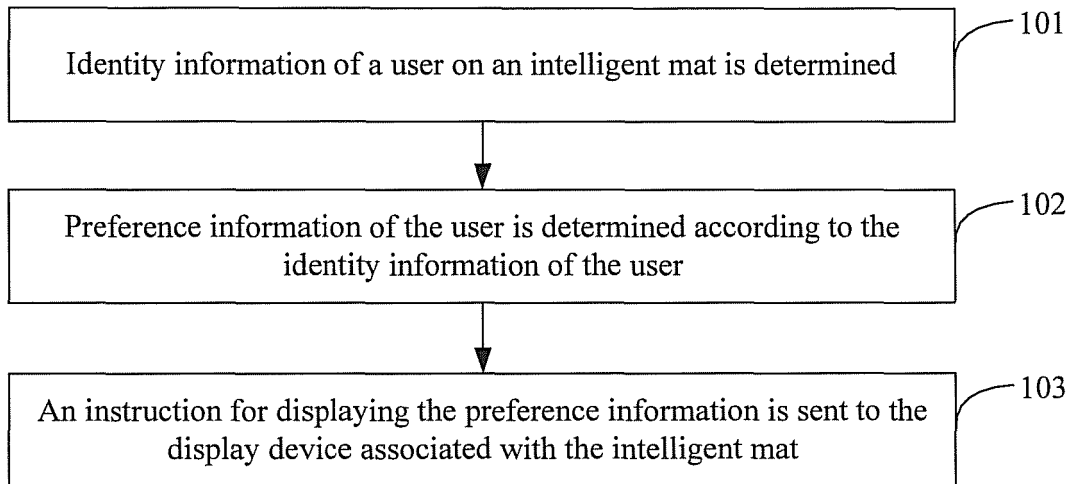 101
Identity information of a user on an intelligent mat is determined
102
Preference information of the user is determined according to the
identity information of the user
103
An instruction for displaying the preference information is sent to the
display device associated with the intelligent mat